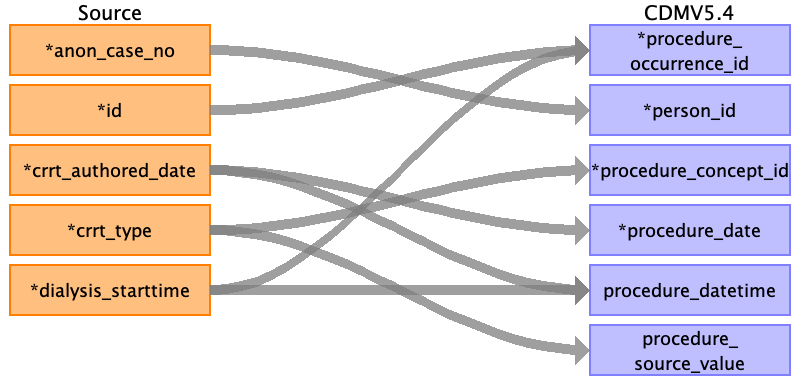 Source
CDMV5.4
*anon_case_no
*procedure_
occurrence_id
*id
*person_id
*crrt_authored_date
*procedure_concept_id
*crrt_type
*procedure_date
*dialysis_starttime
procedure_datetime
procedure_
source_value